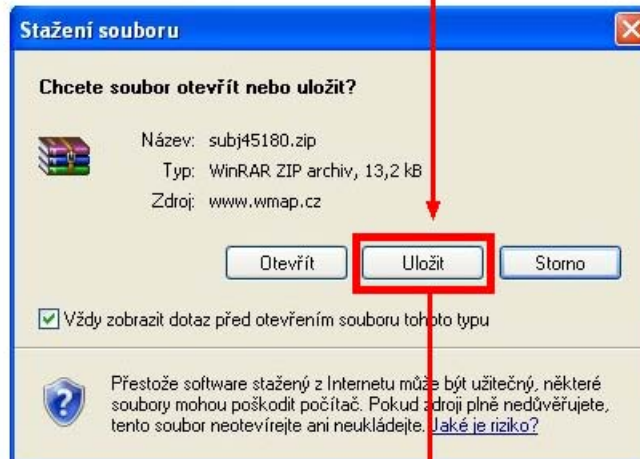 Stažení souboru
Chcete soubor otevřít nebo uložit?
Název: subj45180.zip
Typ: WinRAR ZIP archiv, 13,2 kB
Zdroj: www.wmap.cz
Otevřít Uložit Storno
Vždy zobrazit dotaz před otevřením souboru tohoto typu
Přestože software stažený z Internetu může být užitečný, některé
soubory mohou poškodit počítač. Pokud zdroji plně nedůvěřujete,
tento soubor neotevírejte ani neukládejte. Jaké je riziko?